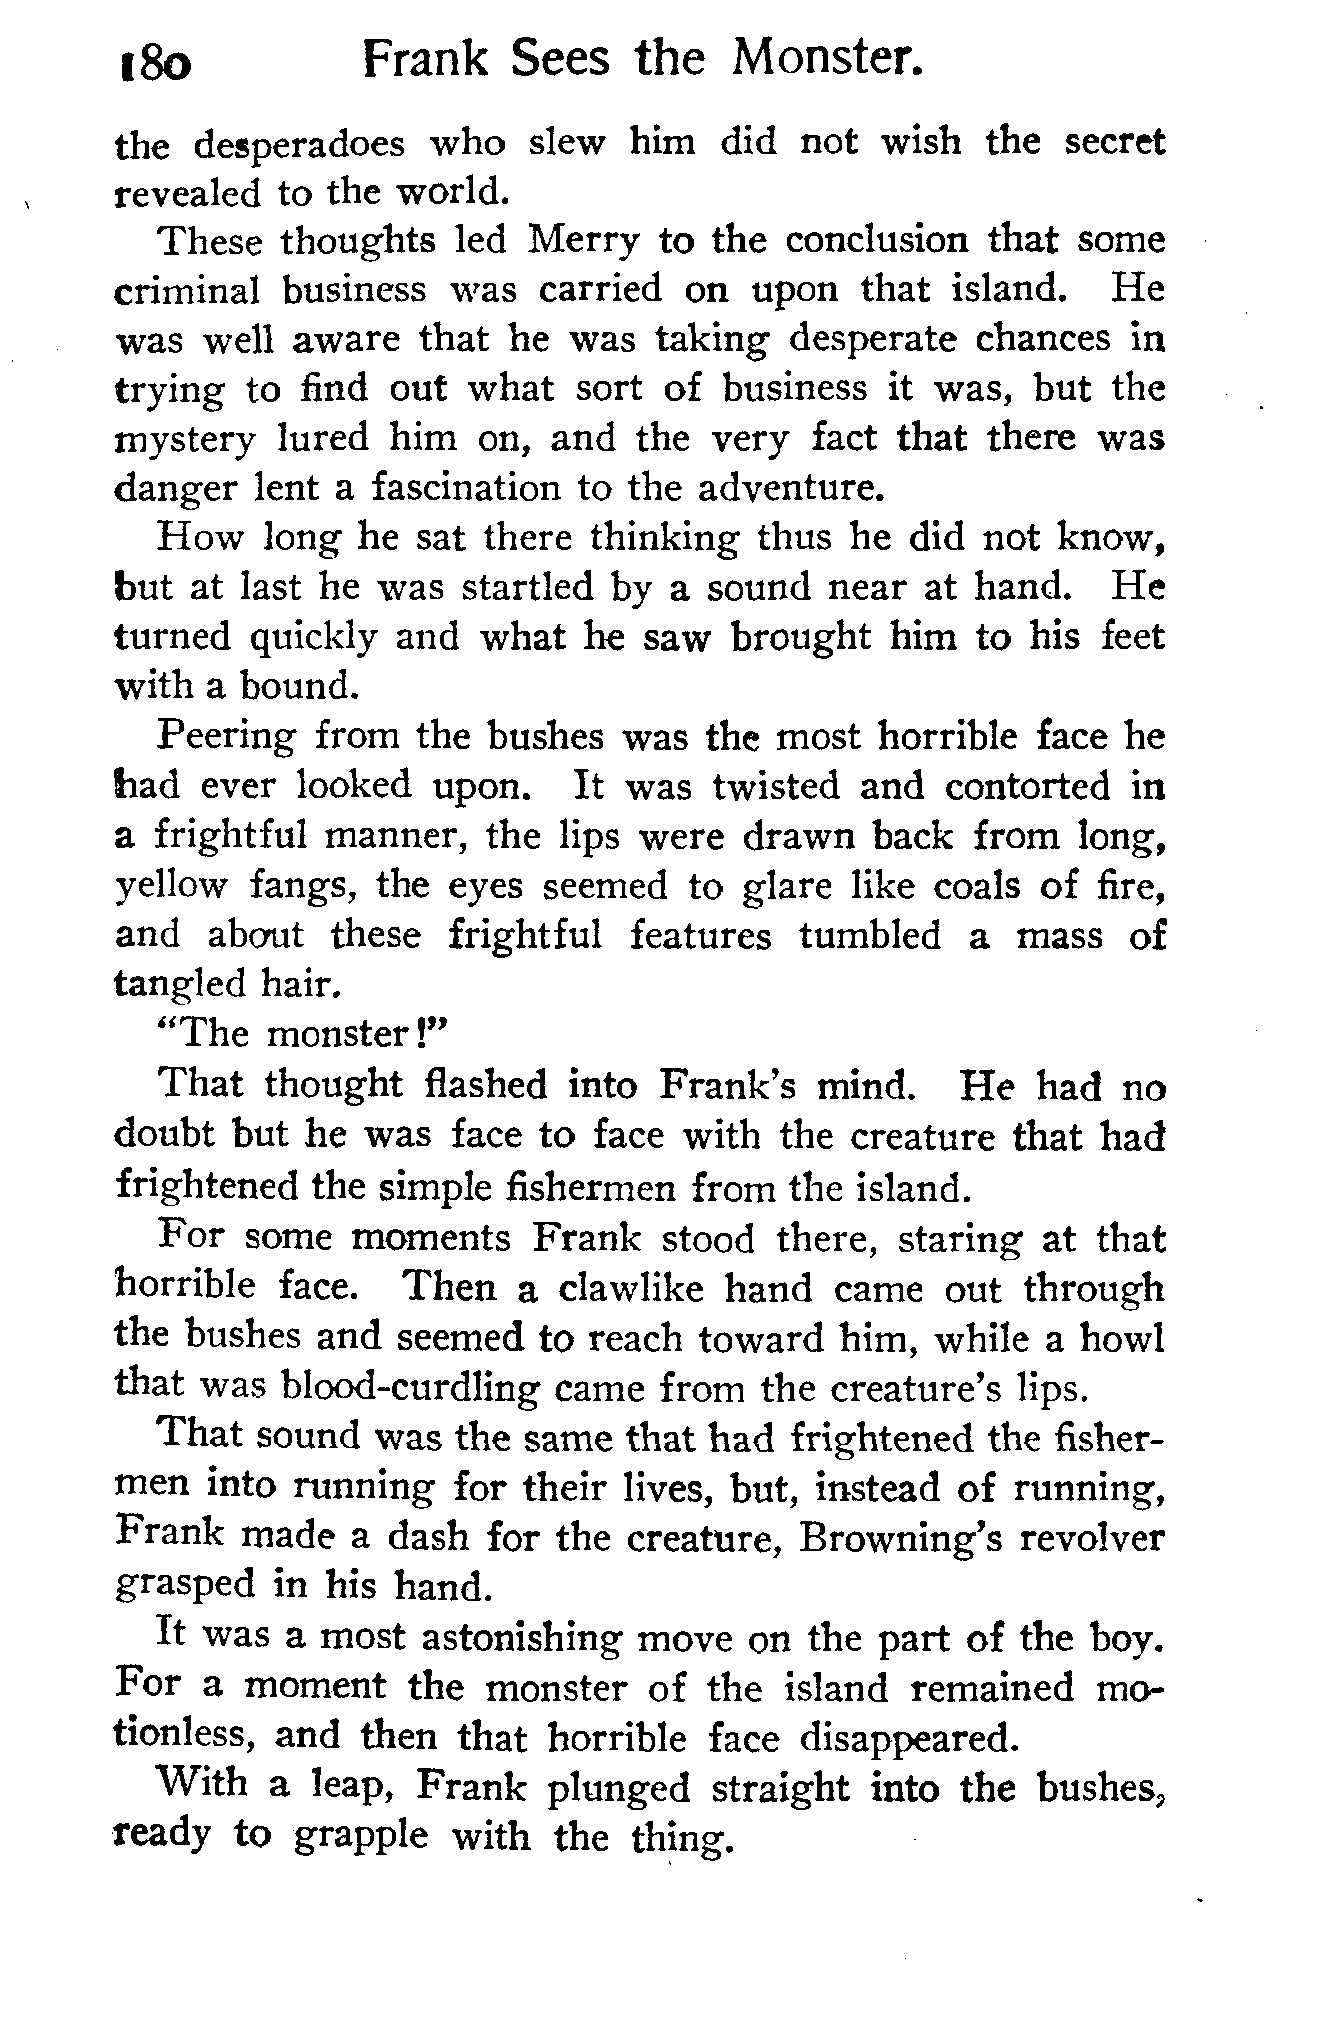 180 Frank Sees the Monster.
the desperadoes who slew him did not wish the secret
revealed to the world.
These thoughts led Merry to the conclusion that some
criminal business was carried on upon that island. He
was well aware that he was taking desperate chances in
trying to find out what sort of business it was, but the
mystery lured him on, and the very fact that there was
danger lent a fascination to the adventure.
How long he sat there thinking thus he did not know,
but at last he was startled by a sound near at hand. He
turned quickly and what he saw brought him to his feet
with a bound.
Peering from the bushes was the most horrible face he
had ever looked upon. It was twisted and contorted in
a frightful manner, the lips were drawn back from long,
yellow fangs, the eyes seemed to glare like coals of fire,
and about these frightful features tumbled a mass of
tangled hair.
“The monster!”
That thought flashed into Frank’s mind. He had no
doubt but he was face to face with the creature that had
frightened the simple fishermen from the island.
For some moments Frank stood there, staring at that
horrible face. Then a clawlike hand came out through
the bushes and seemed to reach toward him, while a howl
that was blood-curdling came from the creature’s lips.
That sound was the same that had frightened the fisher-
men into running for their lives, but, instead of running,
Frank made a dash for the creature, Browning’s revolver
grasped in his hand.
It was a most astonishing move on the part of the boy.
For a moment the monster of the island remained mo-
tionless, and then that horrible face disappeared.
With a leap, Frank plunged straight into the bushes,
ready to grapple with the thing.